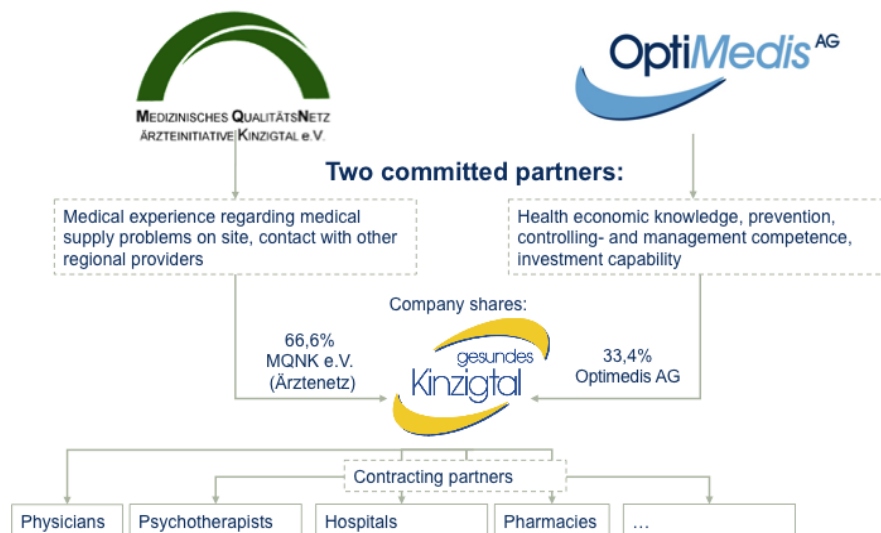 MEDIZINISCHES QUALITÄTSNETZ
ÄRZTEINITIATIVE KINZIGTAL e.V.
OptiMedis AG
Two committed partners:
Medical experience regarding medical
supply problems on site, contact with other
regional providers
Health economic knowledge, prevention,
controlling- and management competence,
investment capability
Company shares:
66,6%
MQNK e.V.
(Ärztenetz)
gesundes
Kinzigtal
33,4%
Optimedis AG
Contracting partners
Physicians
Psychotherapists
Hospitals
Pharmacies
...